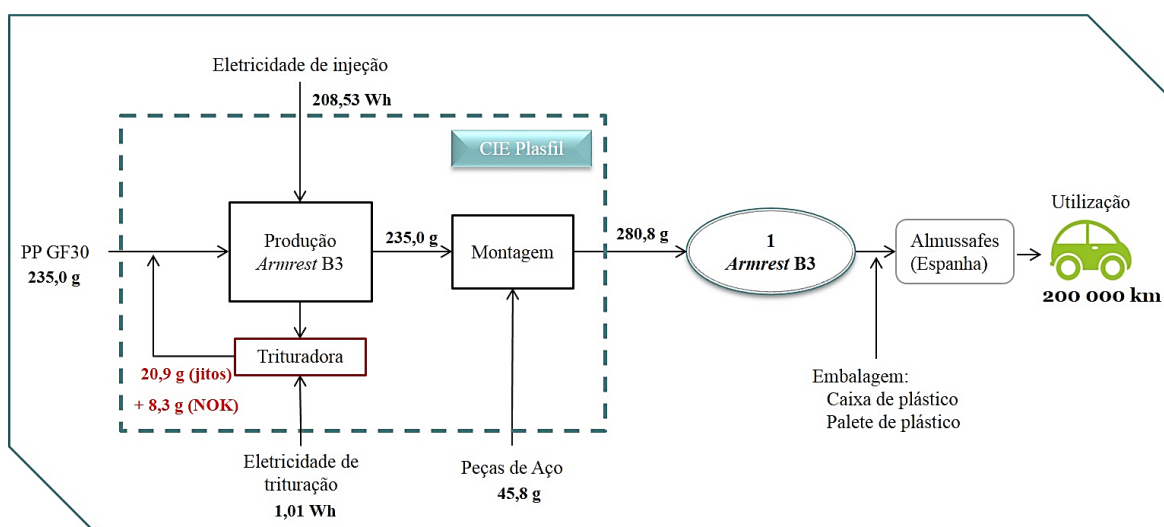 Eletricidade de injeção
208,53 Wh
CIE Plasfil
PP GF30
235,0 g
Produção
Armrest B3
235,0 g
Montagem
280,8 g
1
Armrest B3
Almussafes
(Espanha)
Utilização
200 000 km
Trituradora
20,9 g (jitos)
+ 8,3 g (NOK)
Eletricidade de
trituração
1,01 Wh
Peças de Aço
45,8 g
Embalagem:
Caixa de plástico
Palete de plástico